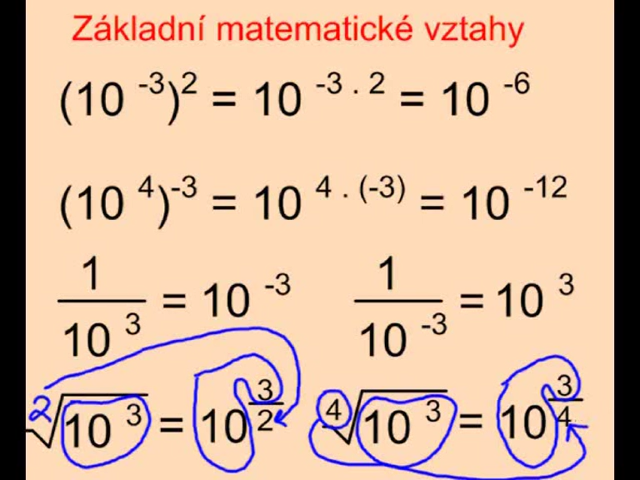 Základní matematické vztahy
(10 ⁻³)² = 10 ⁻³ ˙ ² = 10 ⁻⁶
(10 ⁴)⁻³ = 10 ⁴ ˙ ⁽⁻³⁾ = 10 ⁻¹²
1/10 ³ = 10 ⁻³ 1/10 ⁻³ = 10 ³
²√10 ³ = 10^(3/2) ⁴√10 ³ = 10^(3/4)